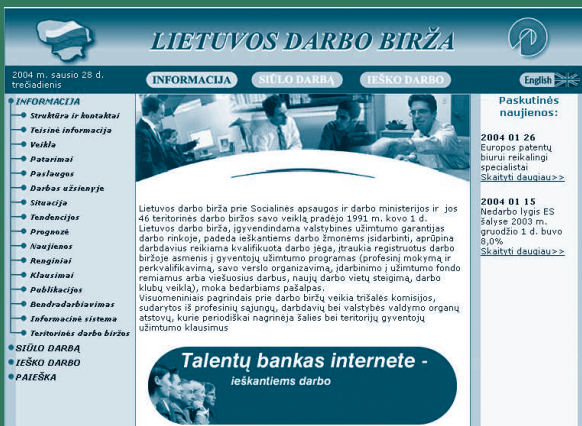 LIETUVOS DARBO BIRŽA
2004 m. sausio 28 d.
trečiadienis
INFORMACIJA
SIŪLO DARBĄ
IEŠKO DARBO
English
INFORMACIJA
Struktūra ir kontaktai
Teisinė informacija
Veikla
Patarimai
Paslaugos
Darbas užsienyje
Situacija
Tendencijos
Prognozė
Naujienos
Renginiai
Klausimai
Publikacijos
Bendradarbiavimas
Informacinė sistema
Teritorinės darbo biržos
SIŪLO DARBĄ
IEŠKO DARBO
PAIEŠKA
Lietuvos darbo birža prie Socialinės apsaugos ir darbo ministerijos ir jos
46 teritorinės darbo biržos savo veiklą pradėjo 1991 m. kovo 1 d.
Lietuvos darbo birža, įgyvendindama valstybines užimtumo garantijas
darbo rinkoje, padeda ieškantiems darbo žmonėms įsidarbinti, aprūpina
darbdavius reikiama kvalifikuota darbo jėga, įtraukia registruotus darbo
biržoje asmenis į gyventojų užimtumo programas (profesinį mokymą ir
perkvalifikavimą, savo verslo organizavimą, įdarbinimo į užimtumo fondo
remiamus arba viešuosius darbus, naujų darbo vietų steigimą, darbo
klubų veiklą), moka bedarbiams pašalpas.
Visuomeniniais pagrindais prie darbo biržų veikia trišalės komisijos,
sudarytos iš profesinių sąjungų, darbdavių bei valstybės valdymo organų
atstovų, kurie periodiškai nagrinėja šalies bei teritorijų gyventojų
užimtumo klausimus
Talentų bankas internete -
ieškantiems darbo
Paskutinės
naujienos:
2004 01 26
Europos patentų
biurui reikalingi
specialistai
Skaityti daugiau>>
2004 01 15
Nedarbo lygis ES
šalyse 2003 m.
gruodžio 1 d. buvo
8,0%
Skaityti daugiau>>